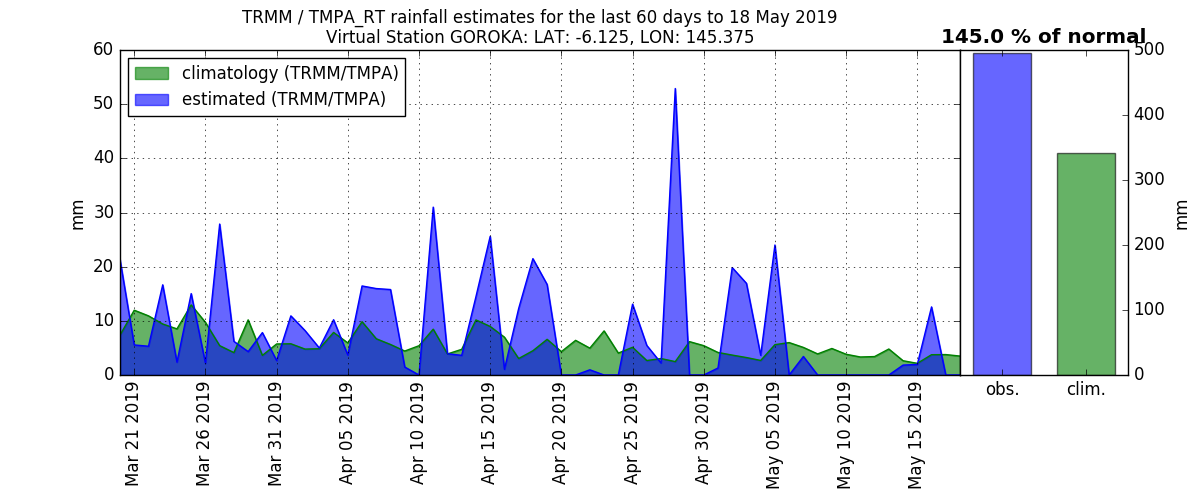 TRMM / TMPA_RT rainfall estimates for the last 60 days to 18 May 2019
Virtual Station GOROKA: LAT: -6.125, LON: 145.375
145.0 % of normal
climatology (TRMM/TMPA)
estimated (TRMM/TMPA)
60
50
40
30
20
10
0
mm
Mar 21 2019
Mar 26 2019
Mar 31 2019
Apr 05 2019
Apr 10 2019
Apr 15 2019
Apr 20 2019
Apr 25 2019
Apr 30 2019
May 05 2019
May 10 2019
May 15 2019
500
400
300
200
100
0
mm
obs.
clim.